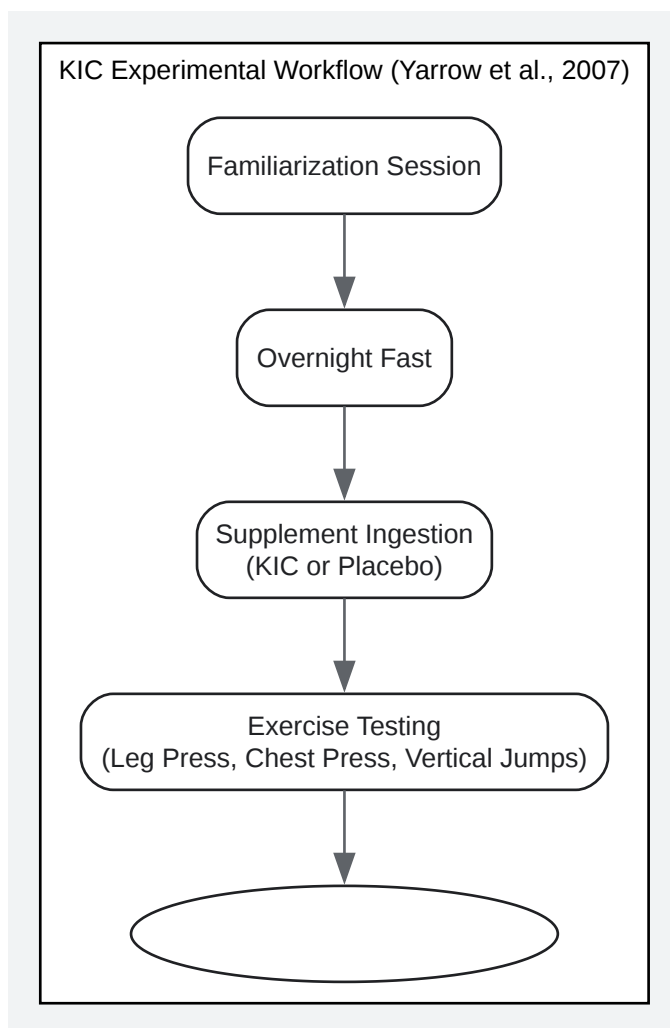 KIC Experimental Workflow (Yarrow et al., 2007)
Familiarization Session
Overnight Fast
Supplement Ingestion
(KIC or Placebo)
Exercise Testing
(Leg Press, Chest Press, Vertical Jumps)